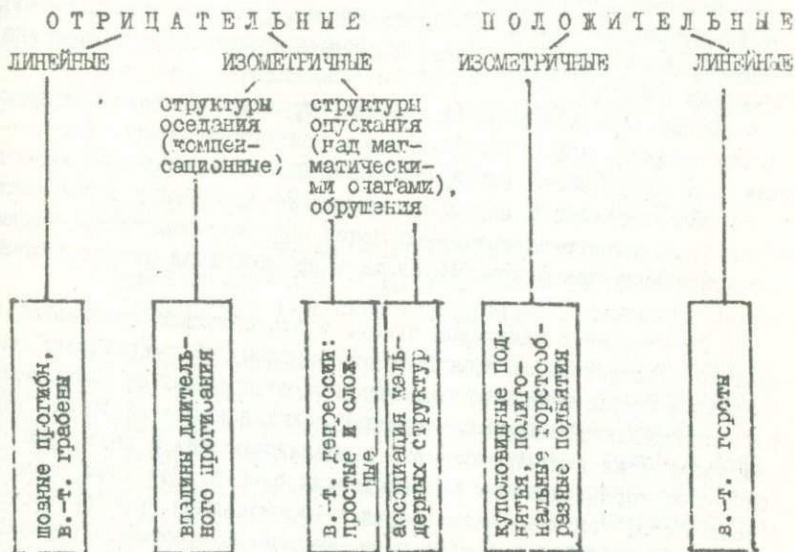 ОТРИЦАТЕЛЬНЫЕ ПОЛОЖИТЕЛЬНЫЕ
ЛИНЕЙНЫЕ ИЗОМЕТРИЧНЫЕ ИЗОМЕТРИЧНЫЕ ЛИНЕЙНЫЕ
структуры
оседания
(компен-
сационные)
структуры
опускания
(над маг-
матически-
ми очагами),
обрушения
шовные прогибы,
в.-т. грабены
впадины длитель-
ного прогибания
в.-т. депрессии:
простые и слож-
ные
ассоциация каль-
дерных структур
куполовидные под-
нятия, полиго-
нальные горстооб-
разные поднятия
в.-т. горсты